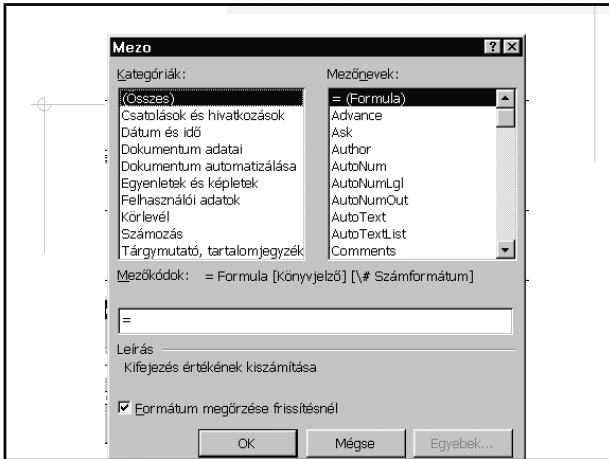 Mezo
Kategóriák:
Mezőnevek:
(Összes)
Csatolások és hivatkozások
Dátum és idő
Dokumentum adatai
Dokumentum automatizálása
Egyenletek és képletek
Felhasználói adatok
Körlevél
Számozás
Tárgymutató, tartalomjegyzék
= (Formula)
Advance
Ask
Author
AutoNum
AutoNumLgl
AutoNumOut
AutoText
AutoTextList
Comments
Mezőkódok: = Formula [Könyvjelző] [\# Számformátum]
=
Leírás
Kifejezés értékének kiszámítása
Formátum megőrzése frissítésnél
OK Mégse Egyebek...